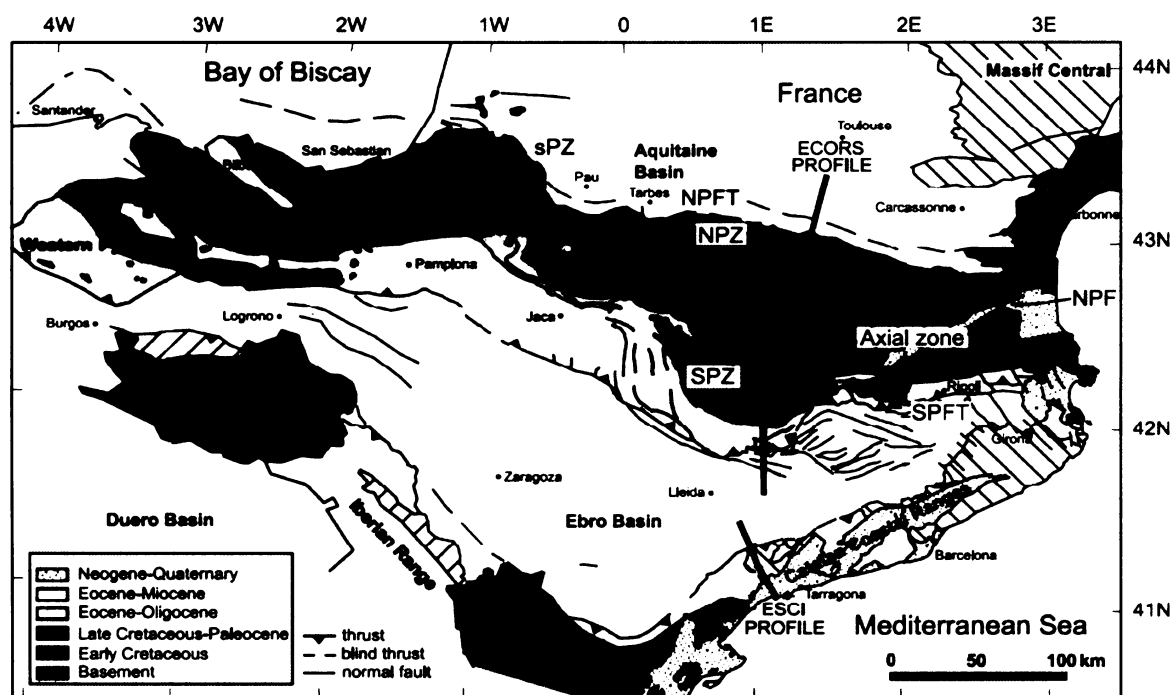 4W 3W 2W 1W 0 1E 2E 3E
44N
43N
42N
41N
Bay of Biscay
Massif Central
France
Santander
Toulouse
ECORS
PROFILE
San Sebastian
sPZ
Aquitaine
Basin
Pau
Tarbes
NPFT
Carcassonne
NPZ
Western
Pamplona
NPF
Burgos
Logrono
Jaca
Axial zone
SPZ
Ripoll
SPFT
Girona
Zaragoza
Lleida
Iberian Range
Duero Basin
Ebro Basin
Barcelona
Tarragona
ESCI
PROFILE
Mediterranean Sea
Neogene-Quaternary
Eocene-Miocene
Eocene-Oligocene
Late Cretaceous-Paleocene
Early Cretaceous
Basement
thrust
blind thrust
normal fault
0 50 100 km